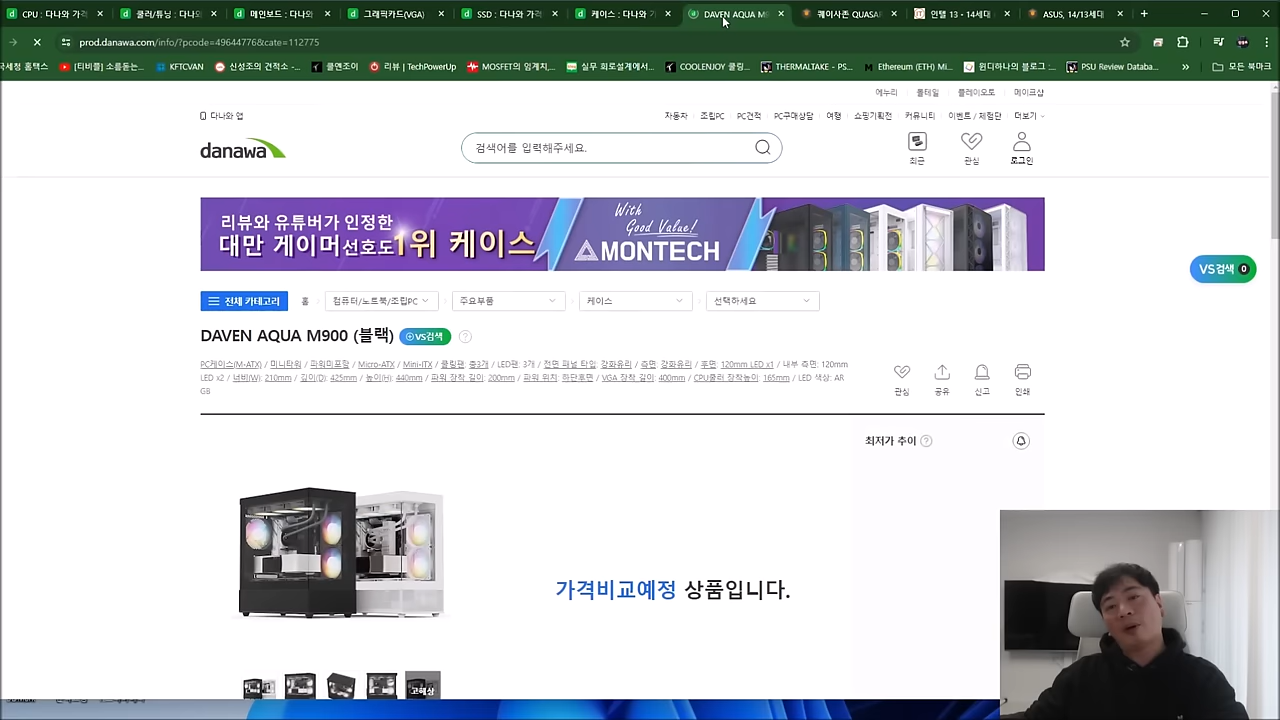 CPU : 다나와 가격
쿨러/튜닝 : 다나
메인보드 : 다나와
그래픽카드(VGA)
SSD : 다나와 가격
케이스 : 다나와 가
DAVEN AQUA M9
퀘이사존 QUASAR
인텔 13 - 14세대
ASUS, 14/13세대
prod.danawa.com/info/?pcode=49644776&cate=112775
국세청 홈택스
[티비플] 소름돋는...
KFTCVAN
신성조의 견적소 -...
쿨엔조이
리뷰 | TechPowerUp
MOSFET의 임계지,...
실무 회로설계에서...
COOLENJOY 쿨링...
THERMALTAKE - PS...
Ethereum (ETH) Mi...
윈디하나의 블로그 :...
PSU Review Databa...
모든 북마크
에누리 몰테일 플레이오토 메이크샵
다나와 앱
자동차 조립PC PC견적 PC구매상담 여행 쇼핑기획전 커뮤니티 이벤트 / 체험단 더보기
danawa
검색어를 입력해주세요.
최근 관심 로그인
리뷰와 유튜버가 인정한
대만 게이머선호도1위 케이스
With
Good Value!
MONTECH
VS검색 0
전체 카테고리 홈 컴퓨터/노트북/조립PC 주요부품 케이스 선택하세요
DAVEN AQUA M900 (블랙) VS검색
PC케이스(M-ATX) / 미니타워 / 파워미포함 / Micro-ATX / Mini-ITX / 쿨링팬: 총3개 / LED팬: 3개 / 전면 패널 타입: 강화유리 / 측면: 강화유리 / 후면: 120mm LED x1 / 내부 측면: 120mm
LED x2 / 너비(W): 210mm / 깊이(D): 425mm / 높이(H): 440mm / 파워 장착 길이: 200mm / 파워 위치: 하단후면 / VGA 장착 길이: 400mm / CPU쿨러 장착높이: 165mm / LED 색상: AR
GB
관심 공유 신고 인쇄
최저가 추이
가격비교예정 상품입니다.
고해상